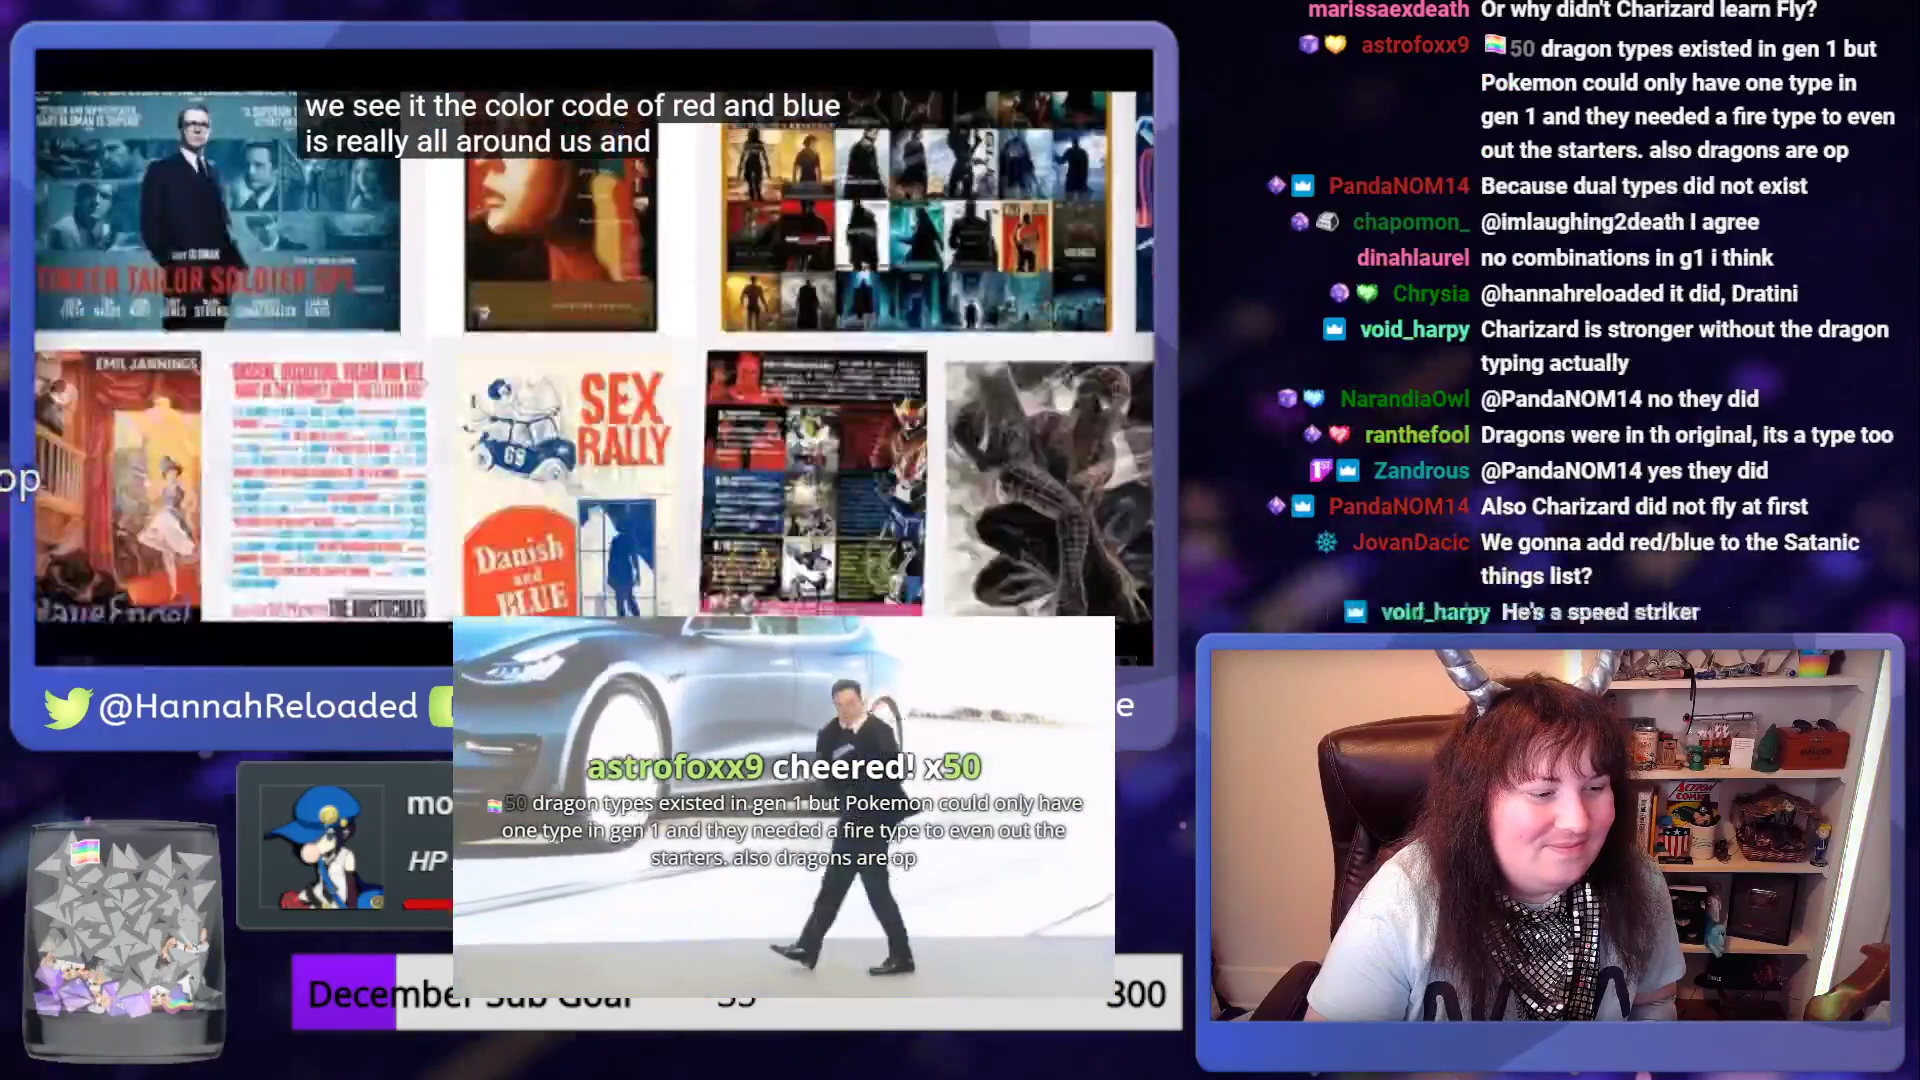 we see it the color code of red and blue
is really all around us and
TINKER TAILOR SOLDIER SPY
EMIL JANNINGS
SEX
RALLY
69
Danish
and
BLUE
op
@HannahReloaded
e
mo
HP
astrofoxx9 cheered! x50
50 dragon types existed in gen 1 but Pokemon could only have
one type in gen 1 and they needed a fire type to even out the
starters. also dragons are op
December Sub Goal
300
marissaexdeath Or why didn't Charizard learn Fly?
astrofoxx9 50 dragon types existed in gen 1 but
Pokemon could only have one type in
gen 1 and they needed a fire type to even
out the starters. also dragons are op
PandaNOM14 Because dual types did not exist
chapomon_ @imlaughing2death I agree
dinahlaurel no combinations in g1 i think
Chrysia @hannahreloaded it did, Dratini
void_harpy Charizard is stronger without the dragon
typing actually
NarandiaOwl @PandaNOM14 no they did
ranthefool Dragons were in th original, its a type too
1ST Zandrous @PandaNOM14 yes they did
PandaNOM14 Also Charizard did not fly at first
JovanDacic We gonna add red/blue to the Satanic
things list?
void_harpy He's a speed striker
ACTION
COMICS